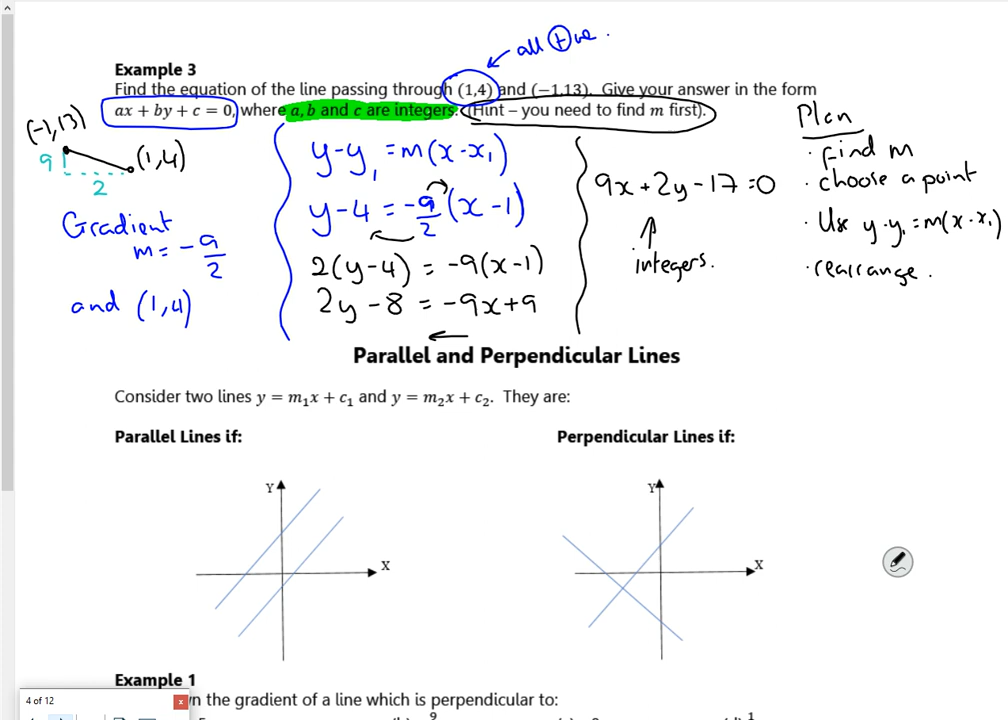 all +ve.
Example 3
Find the equation of the line passing through (1,4) and (−1,13). Give your answer in the form
ax + by + c = 0, where a, b and c are integers. (Hint – you need to find m first).
(-1,13)
(1,4)
9
2
Gradient
m = -9/2
and (1,4)
y-y₁ = m(x-x₁)
y-4 = -9/2 (x-1)
2(y-4) = -9(x-1)
2y -8 = -9x+9
9x+2y-17=0
integers.
Plan
· Find m
· choose a point
· Use y-y₁=m(x-x₁)
· rearrange.
Parallel and Perpendicular Lines
Consider two lines y = m₁x + c₁ and y = m₂x + c₂. They are:
Parallel Lines if:
Perpendicular Lines if:
Y
X
Y
X
Example 1
n the gradient of a line which is perpendicular to:
4 of 12
x
9
1